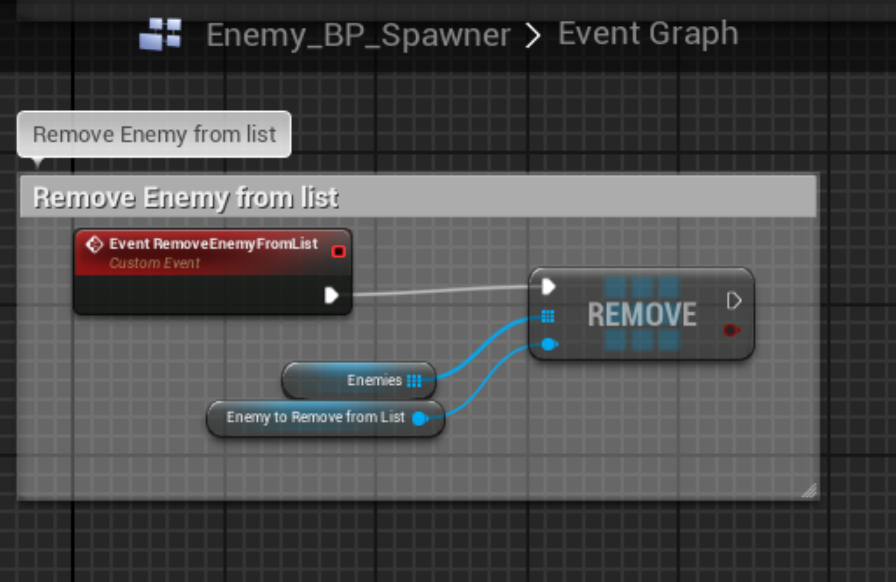 Enemy_BP_Spawner > Event Graph
Remove Enemy from list
Remove Enemy from list
Event RemoveEnemyFromList
Custom Event
REMOVE
Enemies
Enemy to Remove from List